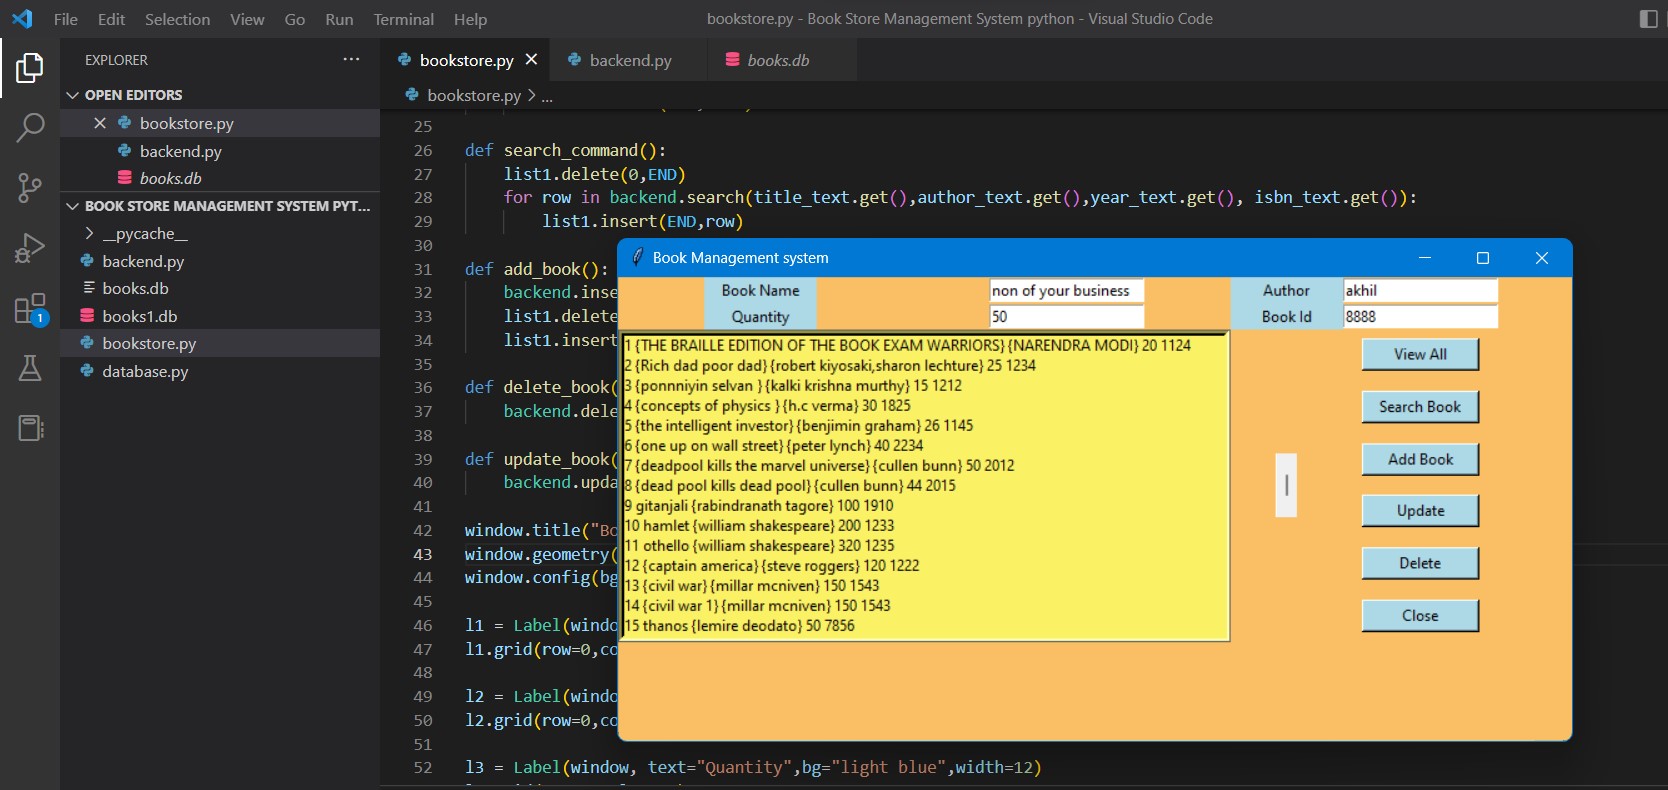 File Edit Selection View Go Run Terminal Help
bookstore.py - Book Store Management System python - Visual Studio Code
EXPLORER ...
OPEN EDITORS
bookstore.py
backend.py
books.db
BOOK STORE MANAGEMENT SYSTEM PYT...
__pycache__
backend.py
books.db
books1.db
bookstore.py
database.py
1
bookstore.py backend.py books.db
bookstore.py > ...
25
26 def search_command():
27 list1.delete(0,END)
28 for row in backend.search(title_text.get(),author_text.get(),year_text.get(), isbn_text.get()):
29 list1.insert(END,row)
30
31 def add_book():
32 backend.inse
33 list1.delete
34 list1.insert
35
36 def delete_book(
37 backend.dele
38
39 def update_book(
40 backend.upda
41
42 window.title("Bo
43 window.geometry(
44 window.config(bg
45
46 l1 = Label(windo
47 l1.grid(row=0,co
48
49 l2 = Label(windo
50 l2.grid(row=0,co
51
52 l3 = Label(window, text="Quantity",bg="light blue",width=12)
Book Management system
Book Name non of your business Author akhil
Quantity 50 Book Id 8888
1 {THE BRAILLE EDITION OF THE BOOK EXAM WARRIORS} {NARENDRA MODI} 20 1124
2 {Rich dad poor dad} {robert kiyosaki,sharon lechture} 25 1234
3 {ponnniyin selvan } {kalki krishna murthy} 15 1212
4 {concepts of physics } {h.c verma} 30 1825
5 {the intelligent investor} {benjimin graham} 26 1145
6 {one up on wall street} {peter lynch} 40 2234
7 {deadpool kills the marvel universe} {cullen bunn} 50 2012
8 {dead pool kills dead pool} {cullen bunn} 44 2015
9 gitanjali {rabindranath tagore} 100 1910
10 hamlet {william shakespeare} 200 1233
11 othello {william shakespeare} 320 1235
12 {captain america} {steve roggers} 120 1222
13 {civil war} {millar mcniven} 150 1543
14 {civil war 1} {millar mcniven} 150 1543
15 thanos {lemire deodato} 50 7856
View All
Search Book
Add Book
Update
Delete
Close